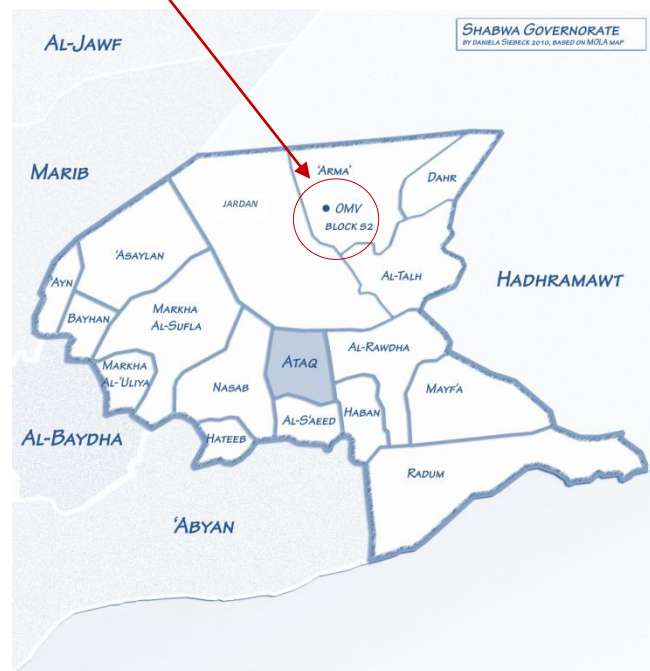 SHABWA GOVERNORATE
BY DANIELA SIEBECK 2010, BASED ON MOLA MAP
AL-JAWF
MARIB
'ARMA'
DAHR
JARDAN
OMV
BLOCK S2
'ASAYLAN
'AYN
AL-TALH
HADHRAMAWT
BAYHAN
MARKHA
AL-SUFLA
AL-RAWDHA
ATAQ
MARKHA
AL-'ULIYA
NASAB
MAYF'A
HABAN
AL-S'AEED
AL-BAYDHA
HATEEB
RADUM
'ABYAN